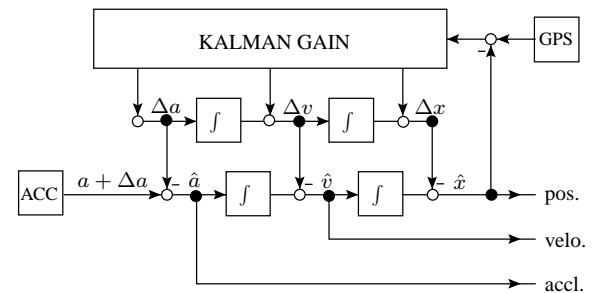 KALMAN GAIN
GPS
-
Δa
∫
Δv
∫
Δx
ACC
a + Δa
-
â
∫
-
v̂
∫
-
x̂
pos.
velo.
accl.